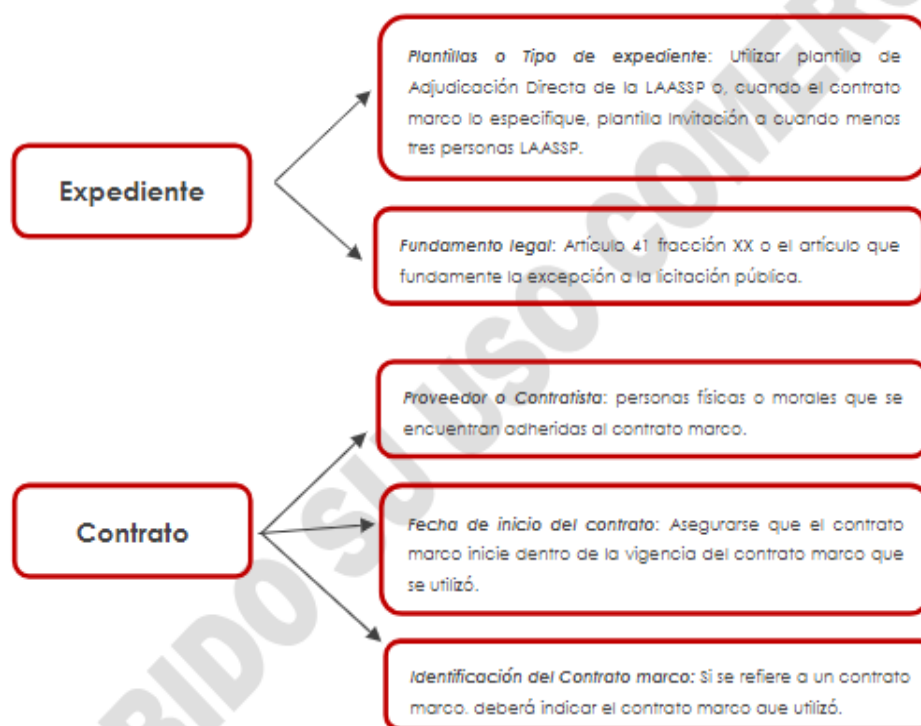 Plantillas o Tipo de expediente: Utilizar plantilla de
Adjudicación Directa de la LAASSP o, cuando el contrato
marco lo especifique, plantilla Invitación a cuando menos
tres personas LAASSP.
Expediente
Fundamento legal: Artículo 41 fracción XX o el artículo que
fundamente la excepción a la licitación pública.
Proveedor o Contratista: personas físicas o morales que se
encuentran adheridas al contrato marco.
Contrato
Fecha de inicio del contrato: Asegurarse que el contrato
marco inicie dentro de la vigencia del contrato marco que
se utilizó.
Identificación del Contrato marco: Si se refiere a un contrato
marco, deberá indicar el contrato marco que utilizó.
BIDO SU USO COMERC